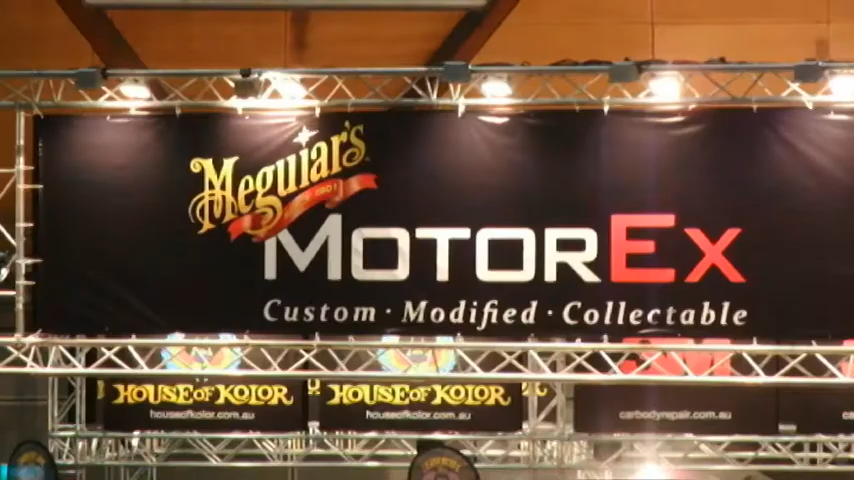 Meguiar's
MOTOREX
Custom · Modified · Collectable
HOUSE OF KOLOR
houseofkolor.com.au
HOUSE OF KOLOR
houseofkolor.com.au
carbodyrepair.com.au